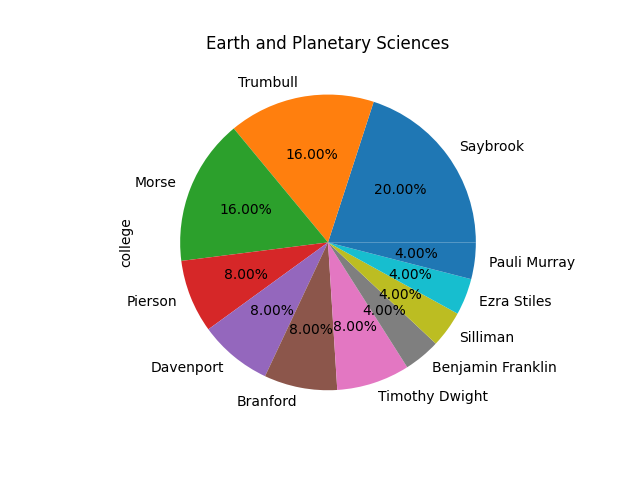 Earth and Planetary Sciences
Trumbull
Saybrook
16.00%
Morse
20.00%
16.00%
college
4.00%
Pauli Murray
8.00%
4.00%
Pierson
4.00%
Ezra Stiles
8.00%
4.00%
8.00%
8.00%
Silliman
Davenport
Benjamin Franklin
Branford
Timothy Dwight